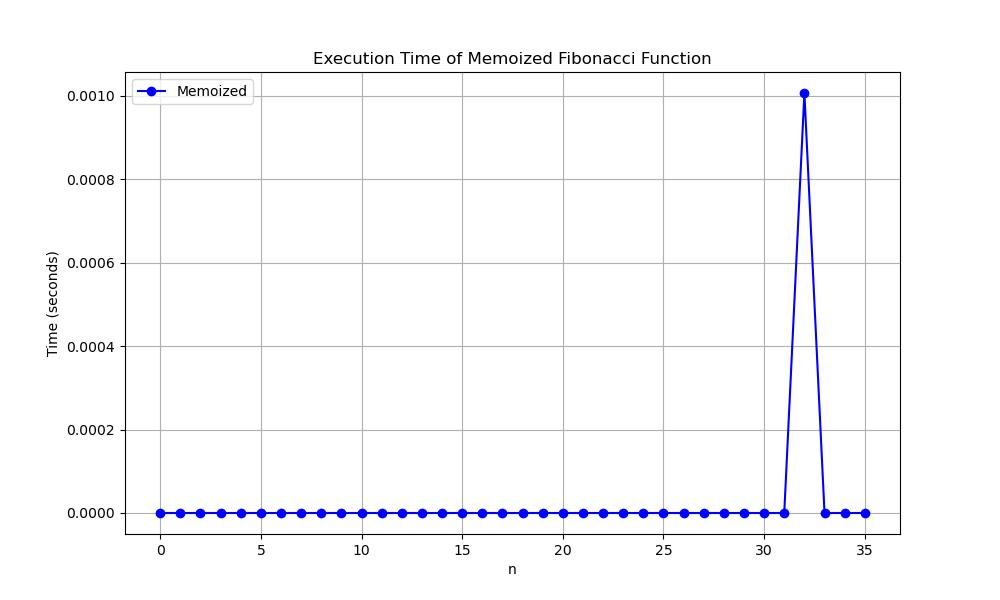 Execution Time of Memoized Fibonacci Function
Memoized
0.0010
0.0008
0.0006
0.0004
0.0002
0.0000
Time (seconds)
0 5 10 15 20 25 30 35
n